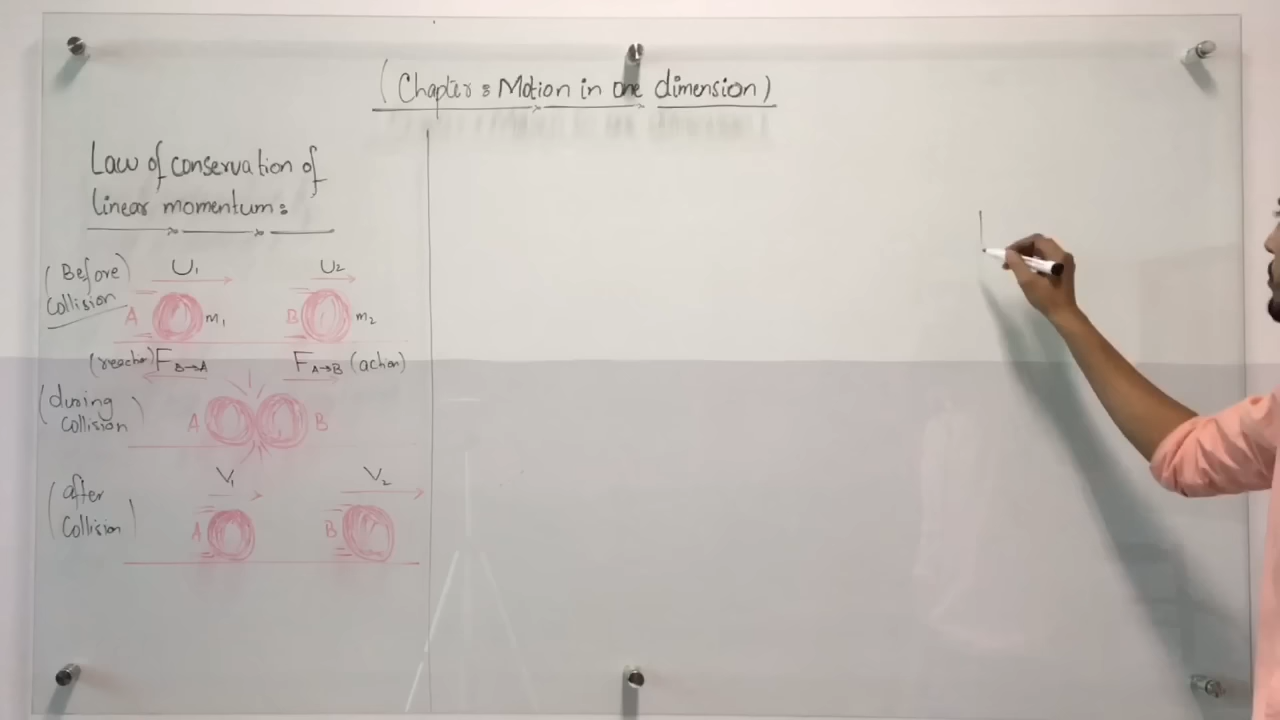 (Chapter : Motion in one dimension)
Law of conservation of
linear momentum:
(Before)
collision
U₁
U₂
A
m₁
B
m₂
F B→A
F A→B (action)
(during
collision)
A
B
(after
collision)
V₁
V₂
A
B